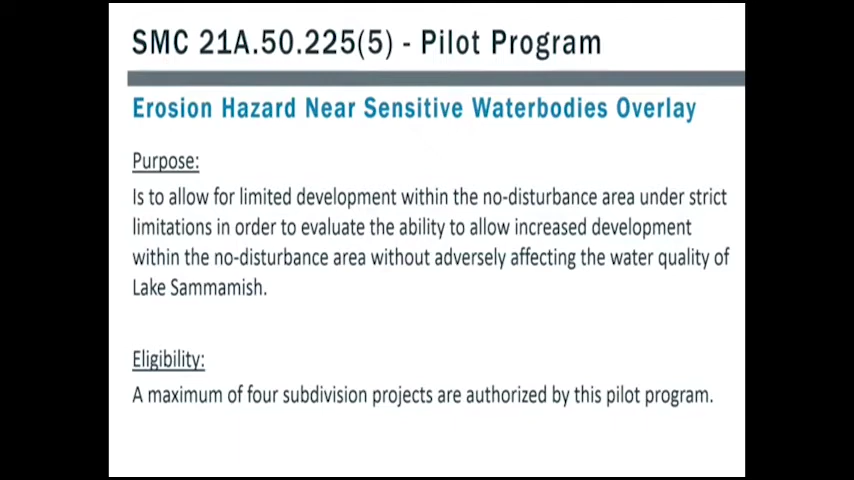 SMC 21A.50.225(5) - Pilot Program
Erosion Hazard Near Sensitive Waterbodies Overlay
Purpose:
Is to allow for limited development within the no-disturbance area under strict
limitations in order to evaluate the ability to allow increased development
within the no-disturbance area without adversely affecting the water quality of
Lake Sammamish.
Eligibility:
A maximum of four subdivision projects are authorized by this pilot program.